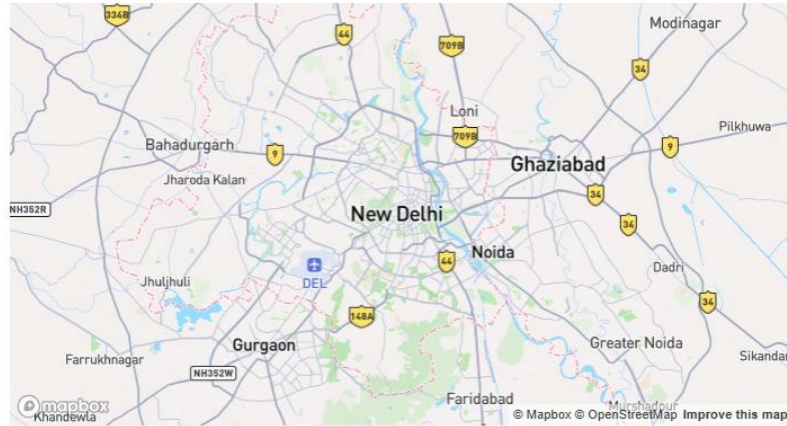 334B
44
709B
Modinagar
34
Loni
709B
Pilkhuwa
Bahadurgarh
9
9
Ghaziabad
Jharoda Kalan
34
NH352R
New Delhi
34
Noida
44
DEL
Dadri
Jhuljhuli
34
148A
Gurgaon
Greater Noida
Farrukhnagar
Sikandar
NH352W
Faridabad
mapbox
Murshadpur
Khandewla
© Mapbox © OpenStreetMap Improve this map